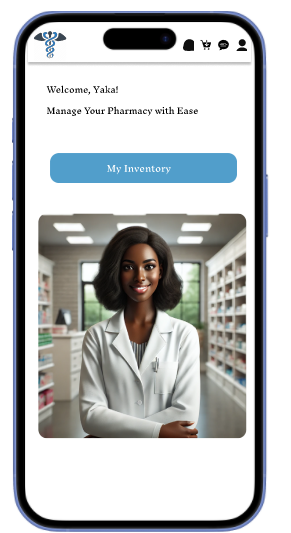 Welcome, Yaka!
Manage Your Pharmacy with Ease
My Inventory